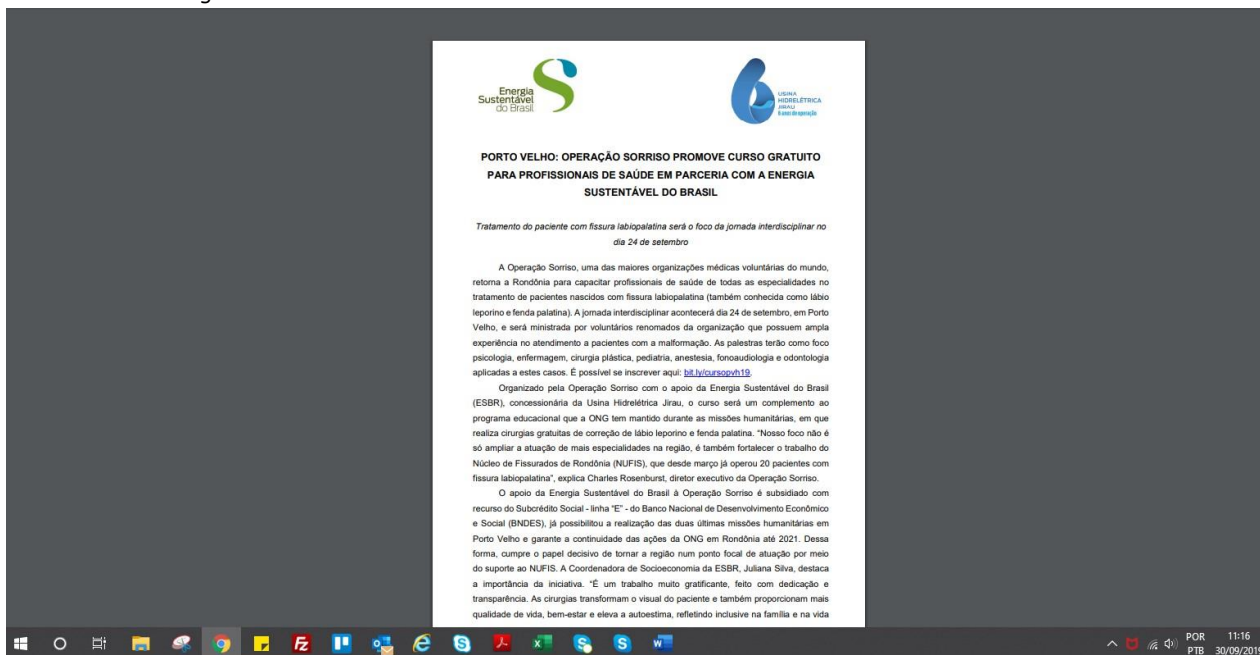 Energia
Sustentável
do Brasil
USINA
HIDRELÉTRICA
JIRAU
6 anos de operação
PORTO VELHO: OPERAÇÃO SORRISO PROMOVE CURSO GRATUITO
PARA PROFISSIONAIS DE SAÚDE EM PARCERIA COM A ENERGIA
SUSTENTÁVEL DO BRASIL
Tratamento do paciente com fissura labiopalatina será o foco da jornada interdisciplinar no
dia 24 de setembro
A Operação Sorriso, uma das maiores organizações médicas voluntárias do mundo,
retorna a Rondônia para capacitar profissionais de saúde de todas as especialidades no
tratamento de pacientes nascidos com fissura labiopalatina (também conhecida como lábio
leporino e fenda palatina). A jornada interdisciplinar acontecerá dia 24 de setembro, em Porto
Velho, e será ministrada por voluntários renomados da organização que possuem ampla
experiência no atendimento a pacientes com a malformação. As palestras terão como foco
psicologia, enfermagem, cirurgia plástica, pediatria, anestesia, fonoaudiologia e odontologia
aplicadas a estes casos. É possível se inscrever aqui: bit.ly/cursopvh19.
Organizado pela Operação Sorriso com o apoio da Energia Sustentável do Brasil
(ESBR), concessionária da Usina Hidrelétrica Jirau, o curso será um complemento ao
programa educacional que a ONG tem mantido durante as missões humanitárias, em que
realiza cirurgias gratuitas de correção de lábio leporino e fenda palatina. “Nosso foco não é
só ampliar a atuação de mais especialidades na região, é também fortalecer o trabalho do
Núcleo de Fissurados de Rondônia (NUFIS), que desde março já operou 20 pacientes com
fissura labiopalatina”, explica Charles Rosenburst, diretor executivo da Operação Sorriso.
O apoio da Energia Sustentável do Brasil à Operação Sorriso é subsidiado com
recurso do Subcrédito Social - linha “E” - do Banco Nacional de Desenvolvimento Econômico
e Social (BNDES), já possibilitou a realização das duas últimas missões humanitárias em
Porto Velho e garante a continuidade das ações da ONG em Rondônia até 2021. Dessa
forma, cumpre o papel decisivo de tornar a região num ponto focal de atuação por meio
do suporte ao NUFIS. A Coordenadora de Socioeconomia da ESBR, Juliana Silva, destaca
a importância da iniciativa. “É um trabalho muito gratificante, feito com dedicação e
transparência. As cirurgias transformam o visual do paciente e também proporcionam mais
qualidade de vida, bem-estar e eleva a autoestima, refletindo inclusive na família e na vida
POR 11:16
PTB 30/09/201